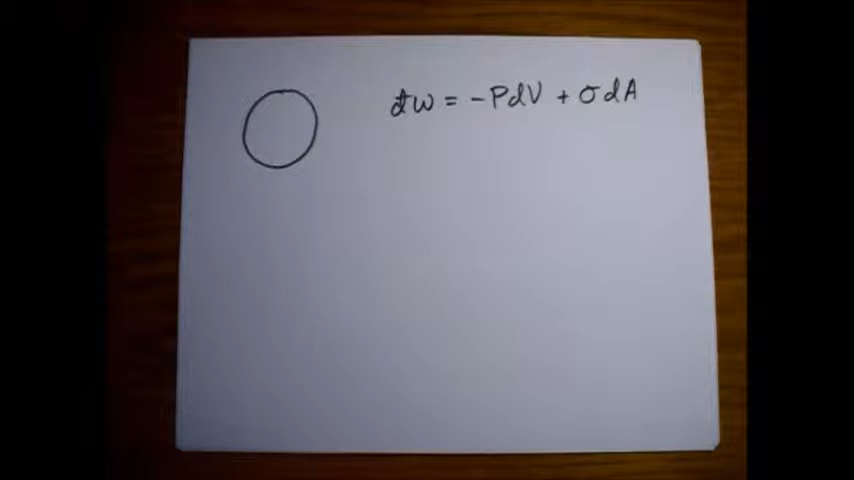 đw = -PdV + σdA